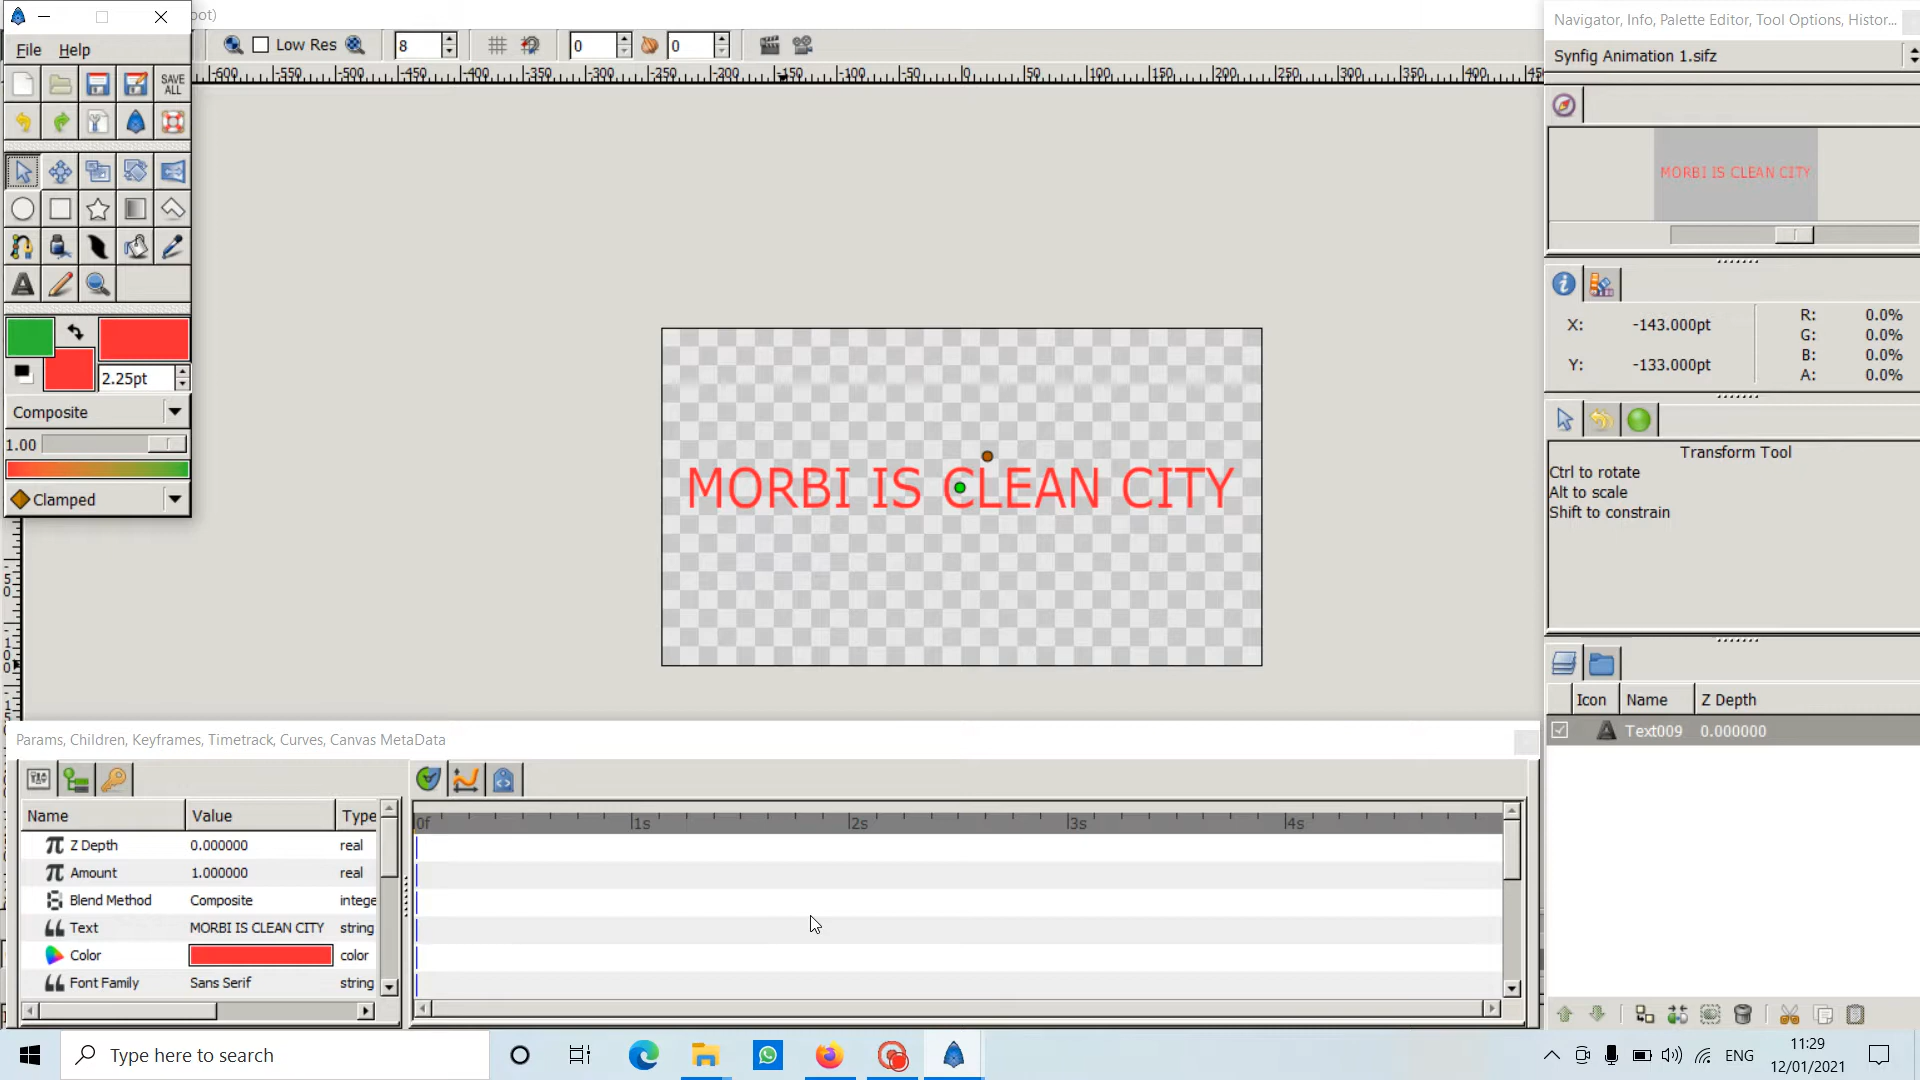 oot)
File Help
Low Res 8 0 0
SAVE ALL
-600 -550 -500 -450 -400 -350 -300 -250 -200 -150 -100 -50 0 50 100 150 200 250 300 350 400 45
2.25pt
Composite
1.00
Clamped
MORBI IS CLEAN CITY
Navigator, Info, Palette Editor, Tool Options, Histor...
Synfig Animation 1.sifz
MORBI IS CLEAN CITY
X: -143.000pt R: 0.0%
G: 0.0%
Y: -133.000pt B: 0.0%
A: 0.0%
Transform Tool
Ctrl to rotate
Alt to scale
Shift to constrain
Icon Name Z Depth
Text009 0.000000
Params, Children, Keyframes, Timetrack, Curves, Canvas MetaData
Name Value Type
Z Depth 0.000000 real
Amount 1.000000 real
Blend Method Composite intege
Text MORBI IS CLEAN CITY string
Color color
Font Family Sans Serif string
0f 1s 2s 3s 4s
Type here to search
ENG
11:29
12/01/2021